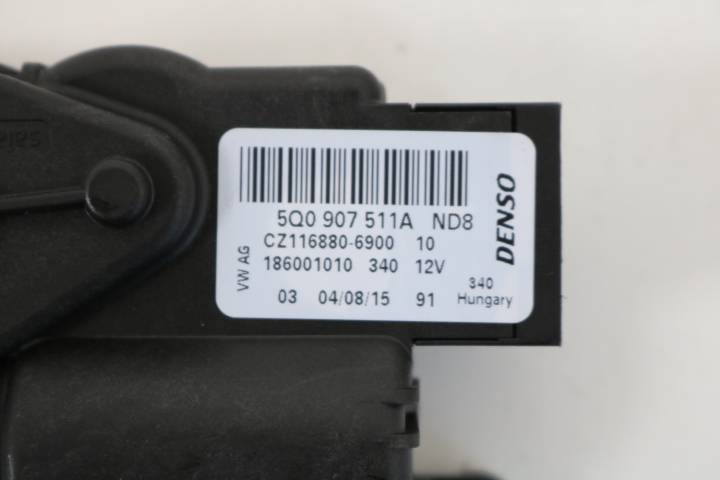 5Q0 907 511A ND8
CZ116880-6900 10
186001010 340 12V
03 04/08/15 91
VW AG
DENSO
340
Hungary